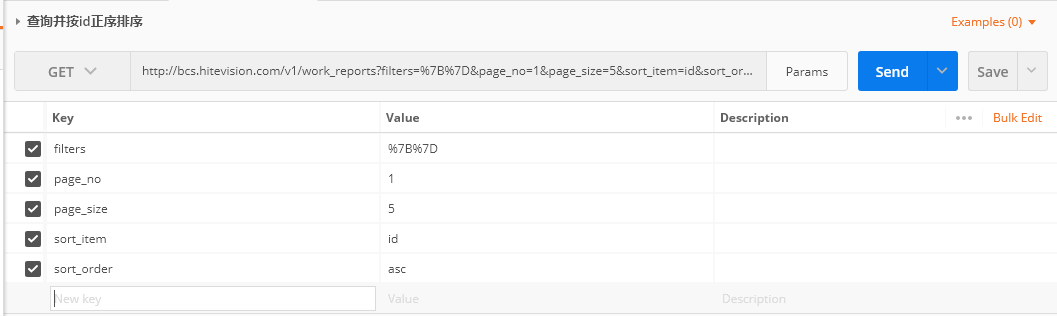 查询并按id正序排序
Examples (0)
GET
http://bcs.hitevision.com/v1/work_reports?filters=%7B%7D&page_no=1&page_size=5&sort_item=id&sort_or...
Params
Send
Save
Key Value Description ••• Bulk Edit
filters %7B%7D
page_no 1
page_size 5
sort_item id
sort_order asc
New key Value Description